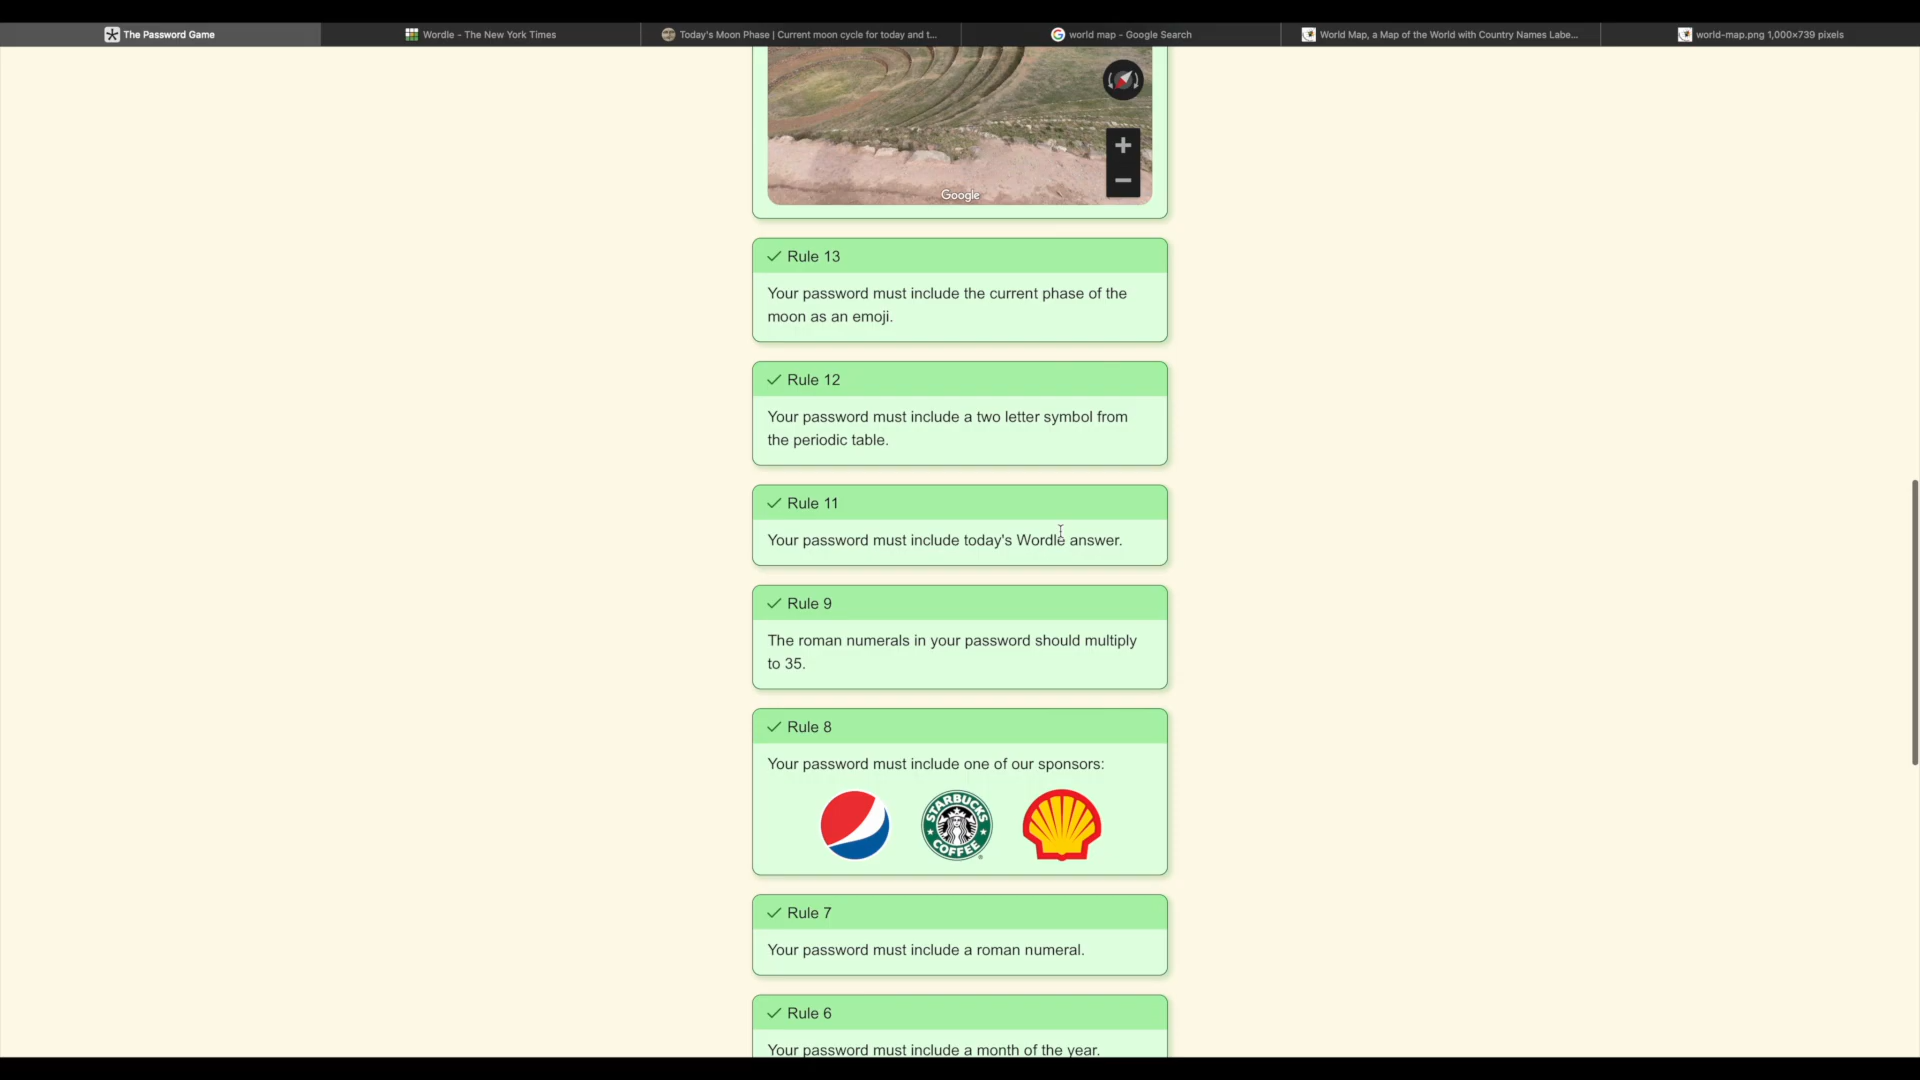 The Password Game
Wordle - The New York Times
Today's Moon Phase | Current moon cycle for today and t...
world map - Google Search
World Map, a Map of the World with Country Names Labe...
world-map.png 1,000×739 pixels
+
−
Google
✓ Rule 13
Your password must include the current phase of the
moon as an emoji.
✓ Rule 12
Your password must include a two letter symbol from
the periodic table.
✓ Rule 11
Your password must include today's Wordle answer.
✓ Rule 9
The roman numerals in your password should multiply
to 35.
✓ Rule 8
Your password must include one of our sponsors:
STARBUCKS
COFFEE
✓ Rule 7
Your password must include a roman numeral.
✓ Rule 6
Your password must include a month of the year.